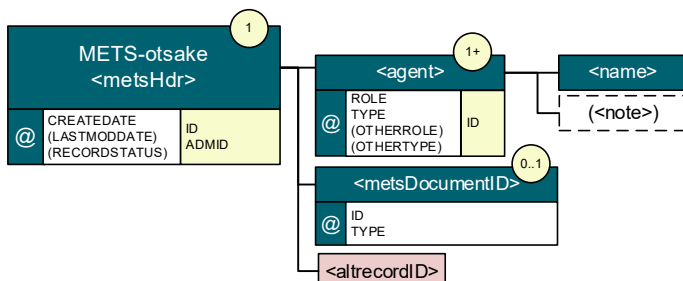 1
METS-otsake
<metsHdr>
@
CREATEDATE
(LASTMODDATE)
(RECORDSTATUS)
ID
ADMID
1+
<agent>
@
ROLE
TYPE
(OTHERROLE)
(OTHERTYPE)
ID
<name>
(<note>)
0..1
<metsDocumentID>
@
ID
TYPE
<altrecordID>